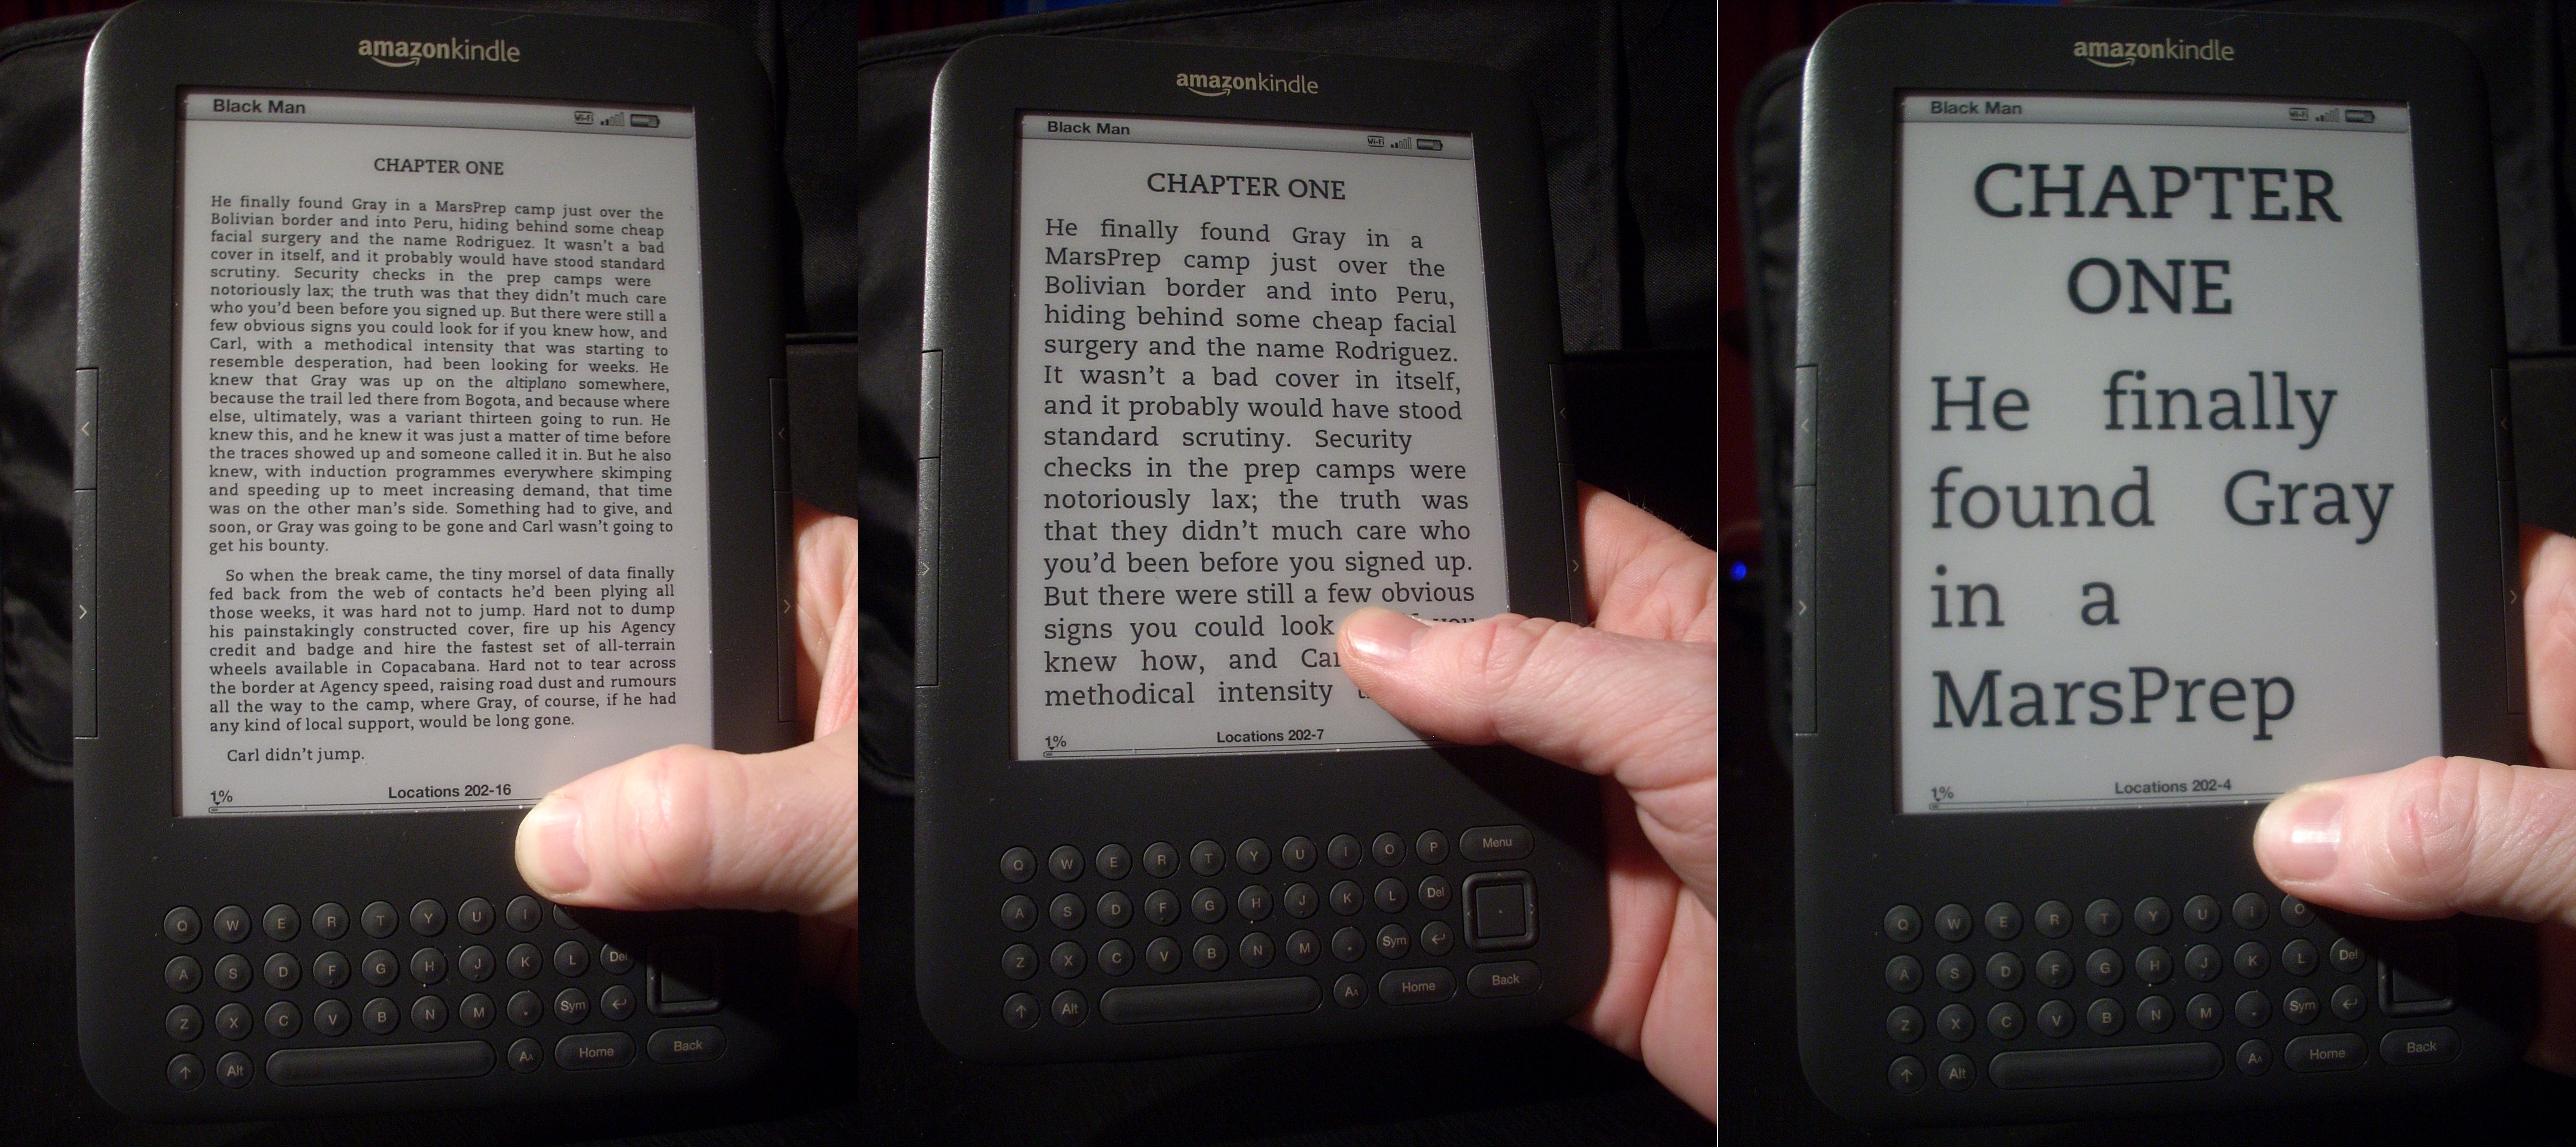 amazonkindle
Black Man
Wi-Fi
CHAPTER ONE
He finally found Gray in a MarsPrep camp just over the
Bolivian border and into Peru, hiding behind some cheap
facial surgery and the name Rodriguez. It wasn't a bad
cover in itself, and it probably would have stood standard
scrutiny. Security checks in the prep camps were
notoriously lax; the truth was that they didn't much care
who you'd been before you signed up. But there were still a
few obvious signs you could look for if you knew how, and
Carl, with a methodical intensity that was starting to
resemble desperation, had been looking for weeks. He
knew that Gray was up on the altiplano somewhere,
because the trail led there from Bogota, and because where
else, ultimately, was a variant thirteen going to run. He
knew this, and he knew it was just a matter of time before
the traces showed up and someone called it in. But he also
knew, with induction programmes everywhere skimping
and speeding up to meet increasing demand, that time
was on the other man's side. Something had to give, and
soon, or Gray was going to be gone and Carl wasn't going to
get his bounty.
So when the break came, the tiny morsel of data finally
fed back from the web of contacts he'd been plying all
those weeks, it was hard not to jump. Hard not to dump
his painstakingly constructed cover, fire up his Agency
credit and badge and hire the fastest set of all-terrain
wheels available in Copacabana. Hard not to tear across
the border at Agency speed, raising road dust and rumours
all the way to the camp, where Gray, of course, if he had
any kind of local support, would be long gone.
Carl didn't jump.
1% Locations 202-16
Q W E R T Y U I
A S D F G H J K L Del
Z X C V B N M . Sym
Alt Aa Home Back
amazonkindle
Black Man
Wi-Fi
CHAPTER ONE
He finally found Gray in a
MarsPrep camp just over the
Bolivian border and into Peru,
hiding behind some cheap facial
surgery and the name Rodriguez.
It wasn't a bad cover in itself,
and it probably would have stood
standard scrutiny. Security
checks in the prep camps were
notoriously lax; the truth was
that they didn't much care who
you'd been before you signed up.
But there were still a few obvious
signs you could look
knew how, and
methodical intensity
1% Locations 202-7
Q W E R T Y U I O P Menu
A S D F G H J K L Del
Z X C V B N M . Sym
Alt Aa Home Back
amazonkindle
Black Man
Wi-Fi
CHAPTER
ONE
He finally
found Gray
in a
MarsPrep
1% Locations 202-4
Q W E R T Y U I O
A S D F G H J K L Del
Z X C V B N M . Sym
Alt Aa Home Back